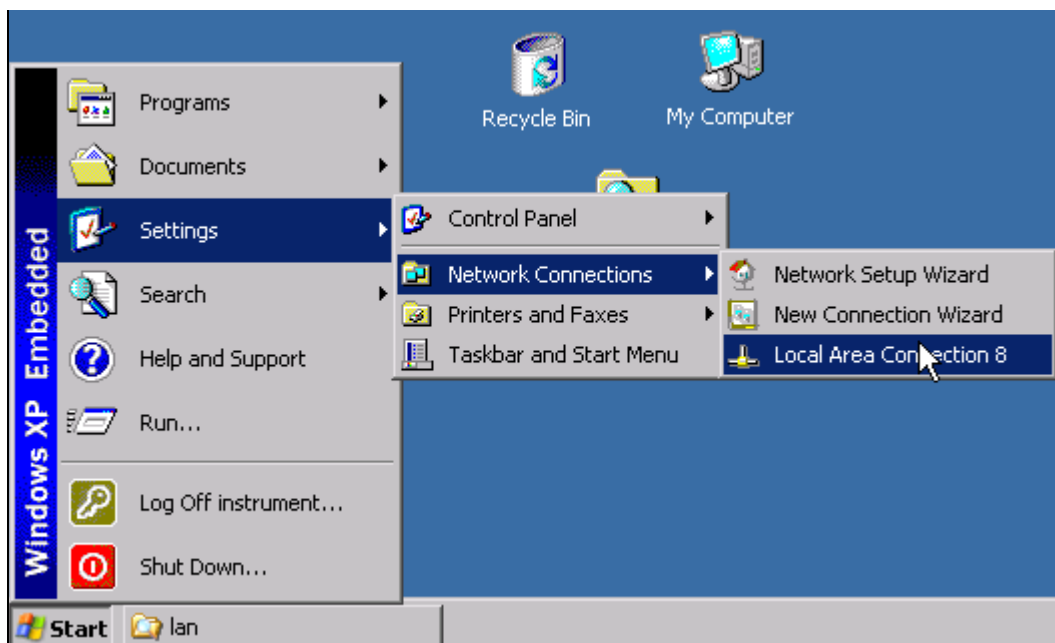 Recycle Bin
My Computer
Programs
Documents
Settings
Search
Help and Support
Run...
Log Off instrument...
Shut Down...
Windows XP Embedded
Control Panel
Network Connections
Printers and Faxes
Taskbar and Start Menu
Network Setup Wizard
New Connection Wizard
Local Area Connection 8
Start
lan